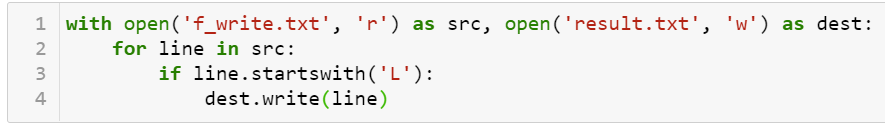 1 with open('f_write.txt', 'r') as src, open('result.txt', 'w') as dest:
2     for line in src:
3         if line.startswith('L'):
4             dest.write(line)